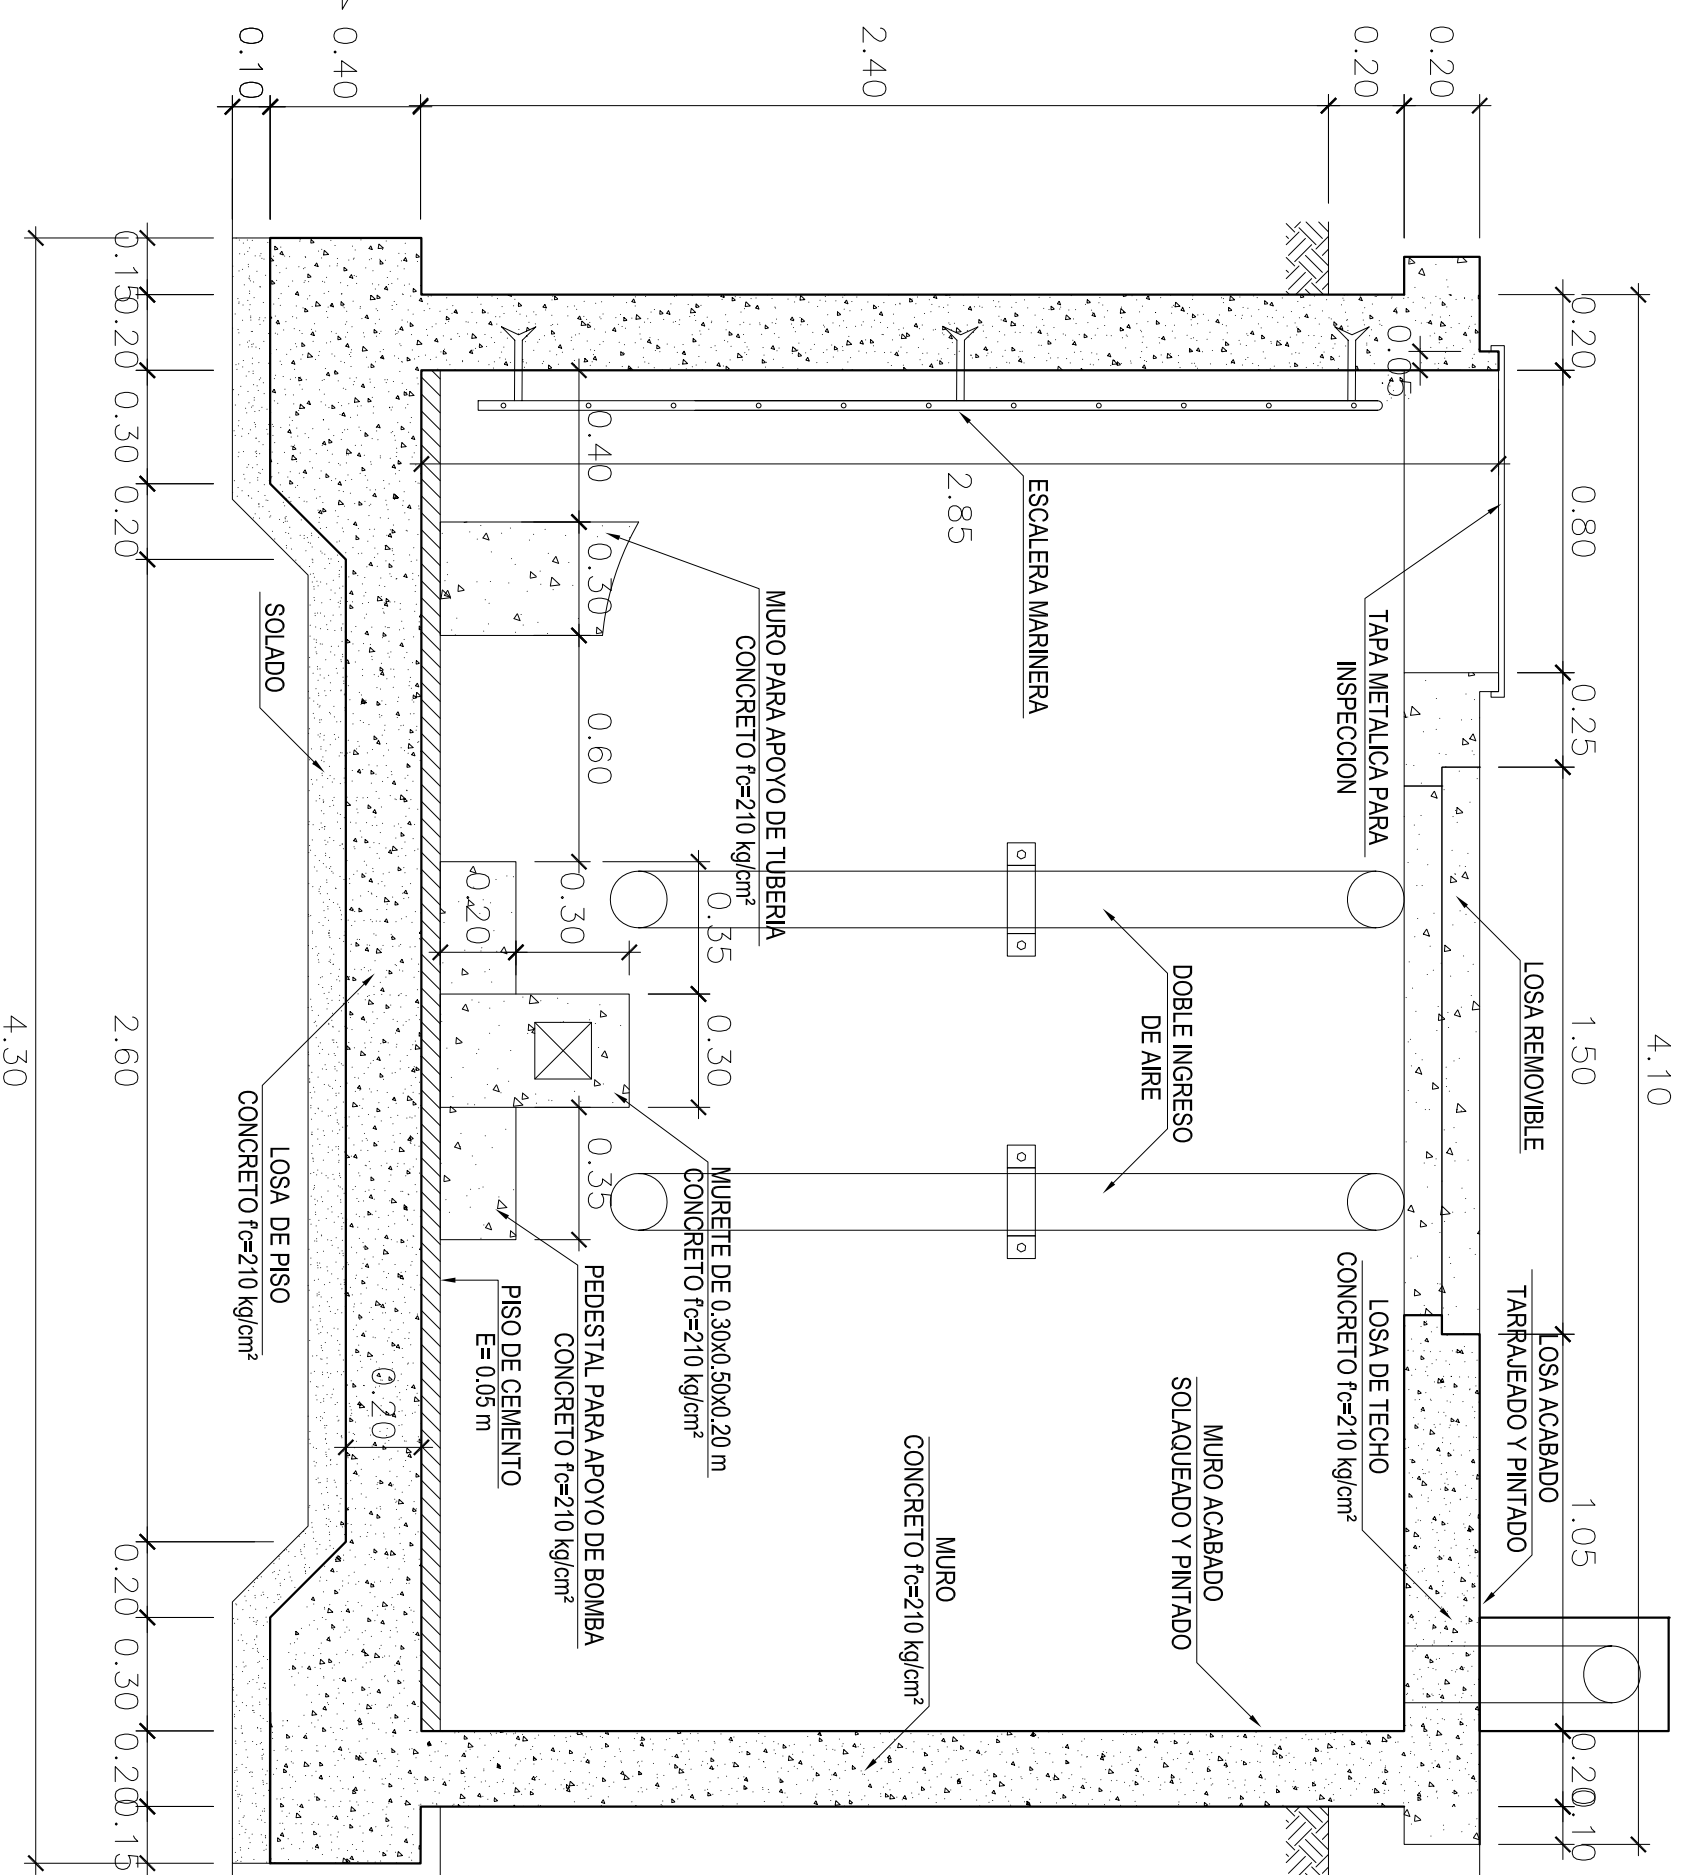 4.10
0.20
0.80
0.25
1.50
1.05
0.20
0.10
LOSA ACABADO
TARRAJEADO Y PINTADO
LOSA REMOVIBLE
0.20
0.20
2.40
0.40
0.10
0.05
TAPA METALICA PARA
INSPECCION
LOSA DE TECHO
CONCRETO f'c=210 kg/cm²
DOBLE INGRESO
DE AIRE
MURO ACABADO
SOLAQUEADO Y PINTADO
ESCALERA MARINERA
2.85
MURO
CONCRETO f'c=210 kg/cm²
MURO PARA APOYO DE TUBERIA
CONCRETO f'c=210 kg/cm²
0.35
0.30
MURETE DE 0.30x0.50x0.20 m
CONCRETO f'c=210 kg/cm²
0.40
0.30
0.60
0.30
0.20
0.35
PEDESTAL PARA APOYO DE BOMBA
CONCRETO f'c=210 kg/cm²
PISO DE CEMENTO
E= 0.05 m
0.20
SOLADO
LOSA DE PISO
CONCRETO f'c=210 kg/cm²
0.15
0.20
0.30
0.20
2.60
0.20
0.30
0.20
0.15
4.30